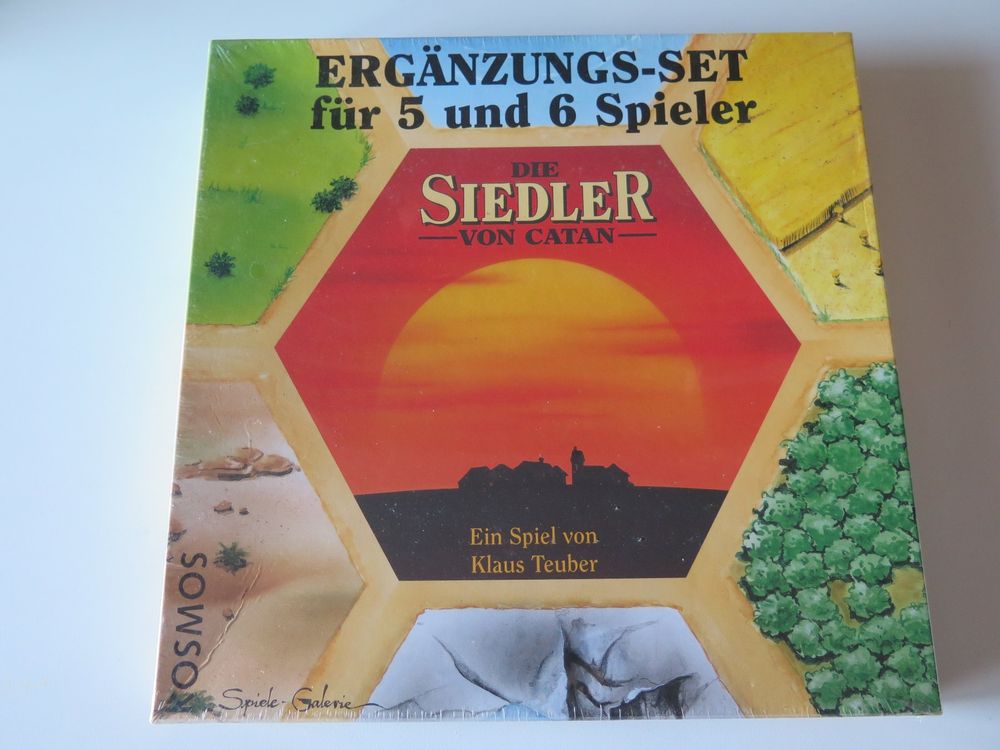 ERGÄNZUNGS-SET
für 5 und 6 Spieler
DIE
SIEDLER
VON CATAN
Ein Spiel von
Klaus Teuber
KOSMOS
Spiele-Galerie